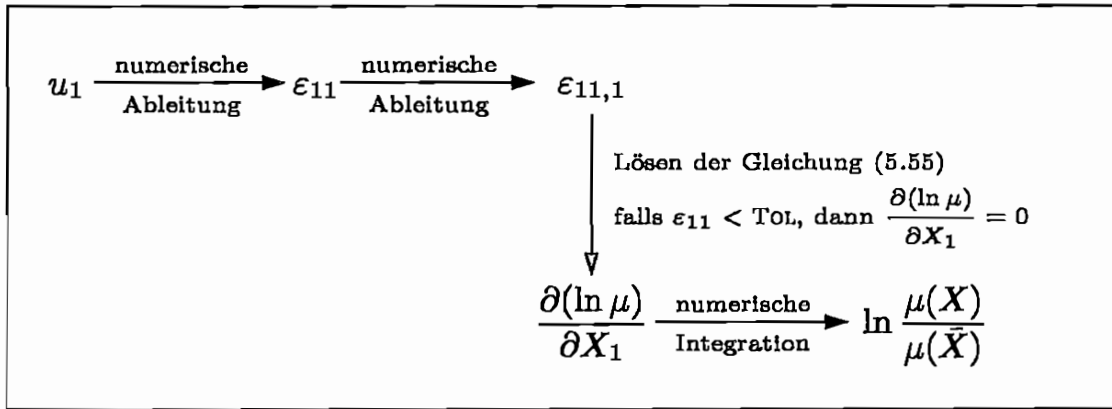 numerische numerische
u₁ ε₁₁ ε₁₁,₁
Ableitung Ableitung
Lösen der Gleichung (5.55)
falls ε₁₁ < TOL, dann ∂(ln μ)/∂X₁ = 0
∂(ln μ)/∂X₁ numerische Integration ln μ(X)/μ(X̄)